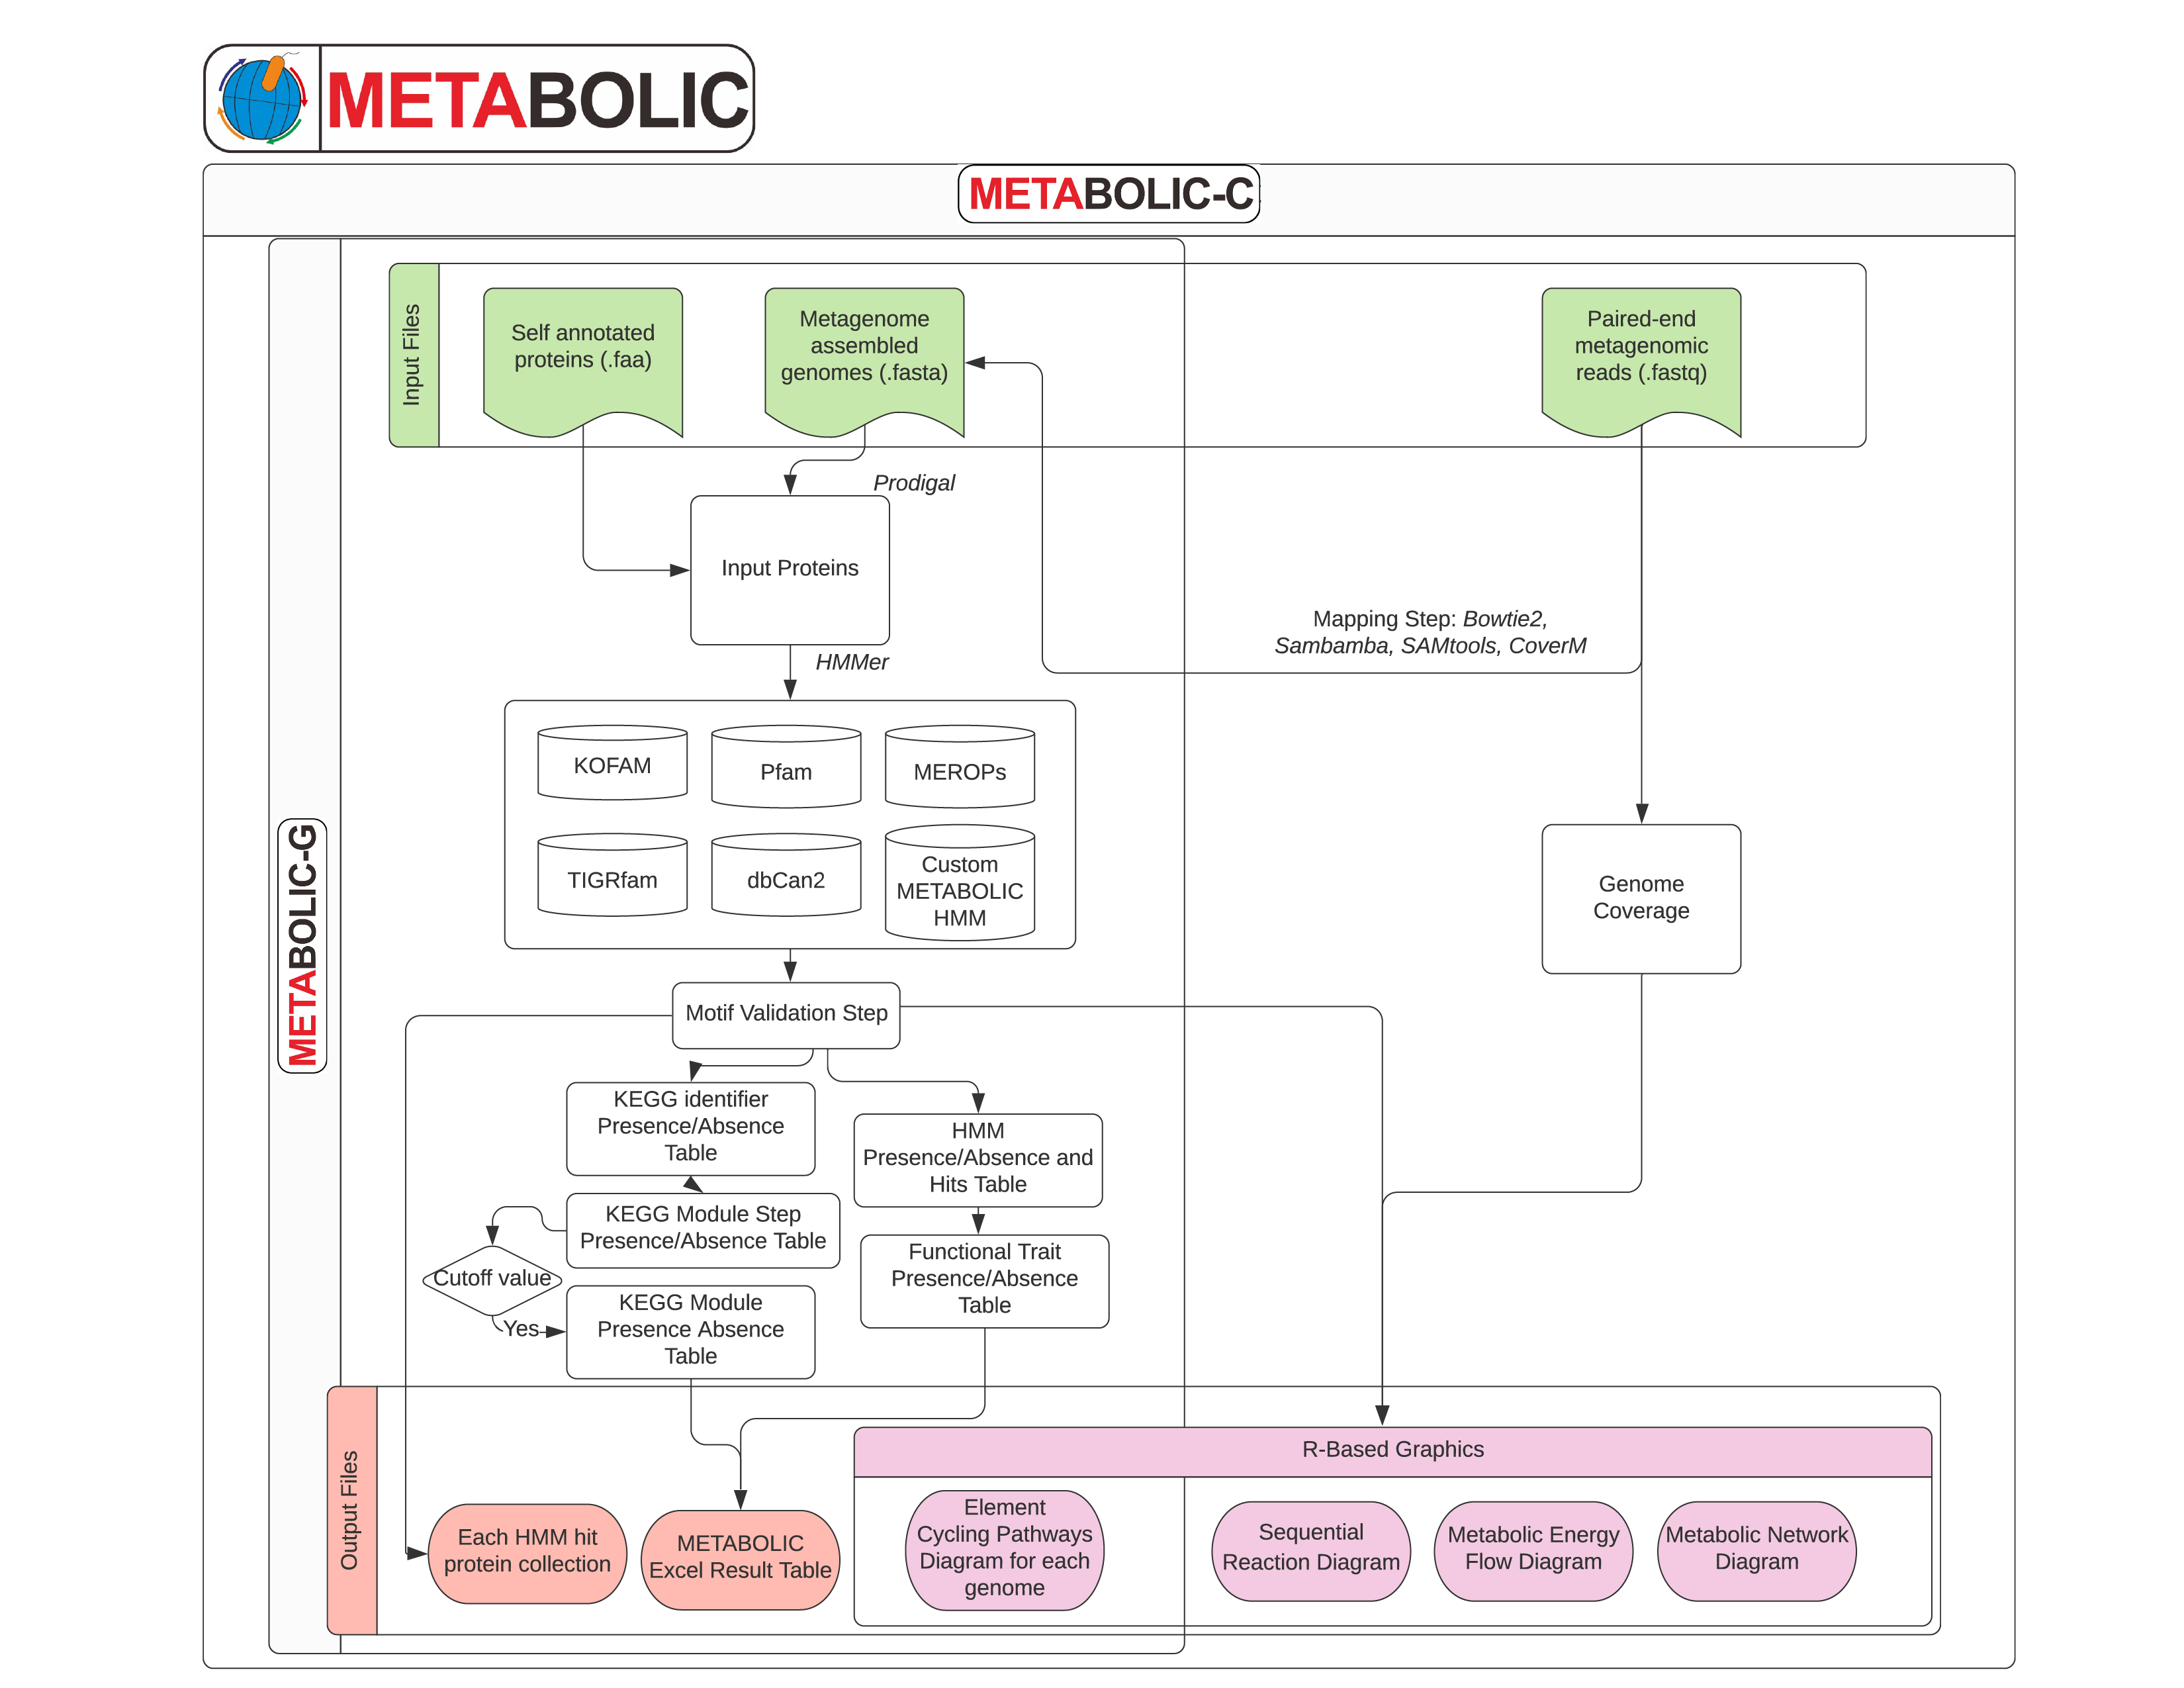 METABOLIC
METABOLIC-C
METABOLIC-G
Input Files
Self annotated
proteins (.faa)
Metagenome
assembled
genomes (.fasta)
Paired-end
metagenomic
reads (.fastq)
Prodigal
Input Proteins
Mapping Step: Bowtie2,
Sambamba, SAMtools, CoverM
HMMer
KOFAM
Pfam
MEROPs
TIGRfam
dbCan2
Custom
METABOLIC
HMM
Genome
Coverage
Motif Validation Step
KEGG identifier
Presence/Absence
Table
HMM
Presence/Absence and
Hits Table
KEGG Module Step
Presence/Absence Table
Cutoff value
Yes
KEGG Module
Presence Absence
Table
Functional Trait
Presence/Absence
Table
Output Files
Each HMM hit
protein collection
METABOLIC
Excel Result Table
R-Based Graphics
Element
Cycling Pathways
Diagram for each
genome
Sequential
Reaction Diagram
Metabolic Energy
Flow Diagram
Metabolic Network
Diagram